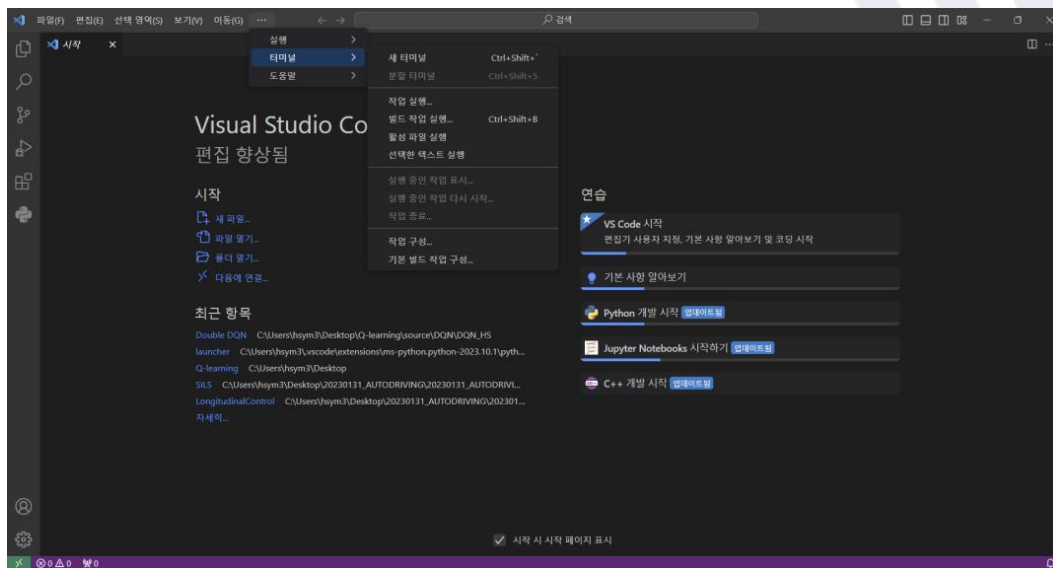 파일(F) 편집(E) 선택 영역(S) 보기(V) 이동(G) ··· 검색
시작
실행
터미널
도움말
새 터미널 Ctrl+Shift+`
분할 터미널 Ctrl+Shift+5
작업 실행...
빌드 작업 실행... Ctrl+Shift+B
활성 파일 실행
선택한 텍스트 실행
실행 중인 작업 표시...
실행 중인 작업 다시 시작...
작업 종료...
작업 구성...
기본 빌드 작업 구성...
Visual Studio Co
편집 향상됨
시작
새 파일...
파일 열기...
폴더 열기...
다음에 연결...
최근 항목
Double DQN C:\Users\hsym3\Desktop\Q-learning\source\DQN\DQN_HS
launcher C:\Users\hsym3\.vscode\extensions\ms-python.python-2023.10.1\pyth...
Q-learning C:\Users\hsym3\Desktop
SILS C:\Users\hsym3\Desktop\20230131_AUTODRIVING\20230131_AUTODRIVI...
LongitudinalControl C:\Users\hsym3\Desktop\20230131_AUTODRIVING\202301...
자세히...
연습
VS Code 시작
편집기 사용자 지정, 기본 사항 알아보기 및 코딩 시작
기본 사항 알아보기
Python 개발 시작 업데이트됨
Jupyter Notebooks 시작하기 업데이트됨
C++ 개발 시작 업데이트됨
시작 시 시작 페이지 표시
0 0 0